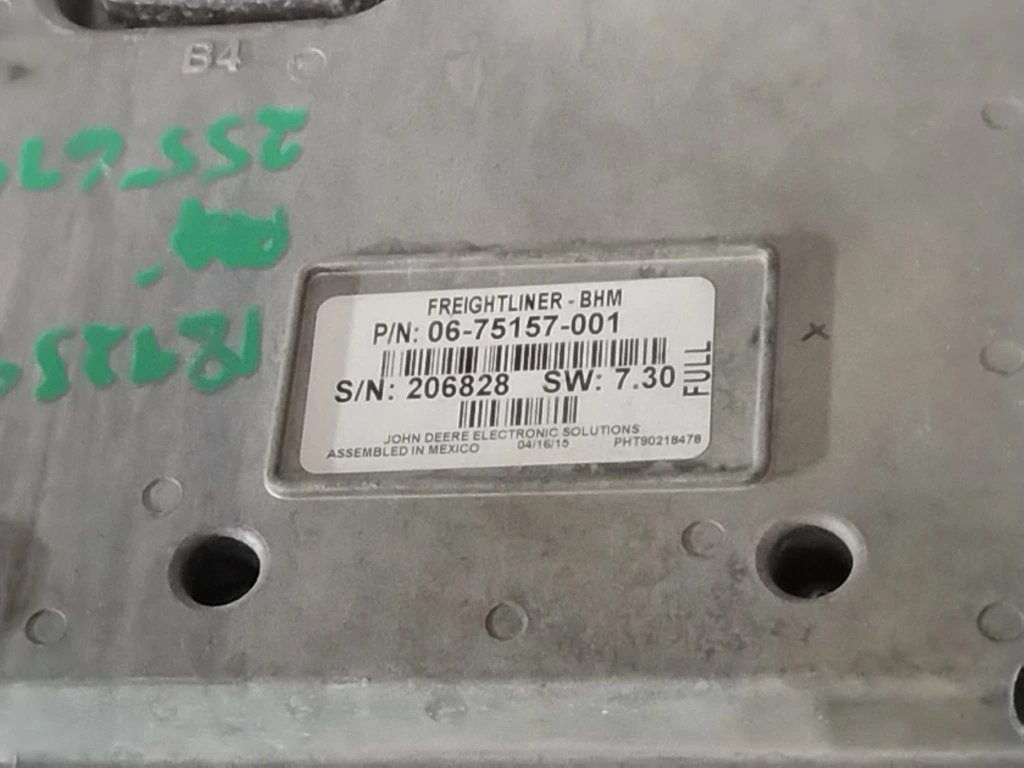 B4
FREIGHTLINER - BHM
P/N: 06-75157-001
S/N: 206828 SW: 7.30
FULL
JOHN DEERE ELECTRONIC SOLUTIONS
ASSEMBLED IN MEXICO 04/16/15 PHT90218478